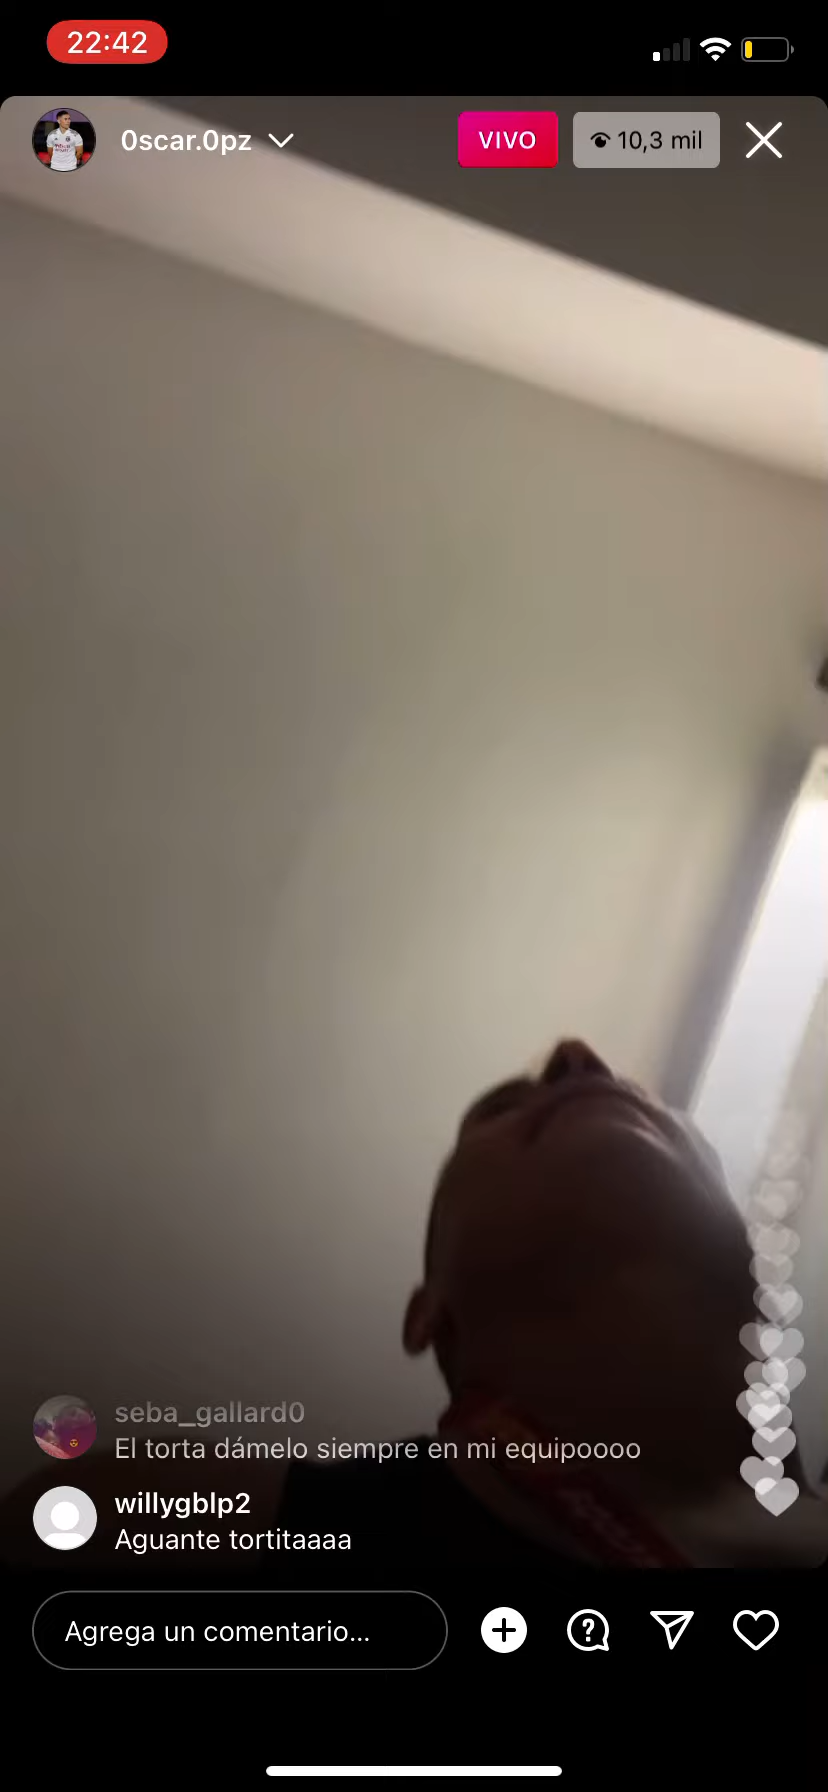 22:42
0scar.0pz
VIVO
10,3 mil
seba_gallard0
El torta dámelo siempre en mi equipoooo
willygblp2
Aguante tortitaaaa
Agrega un comentario...